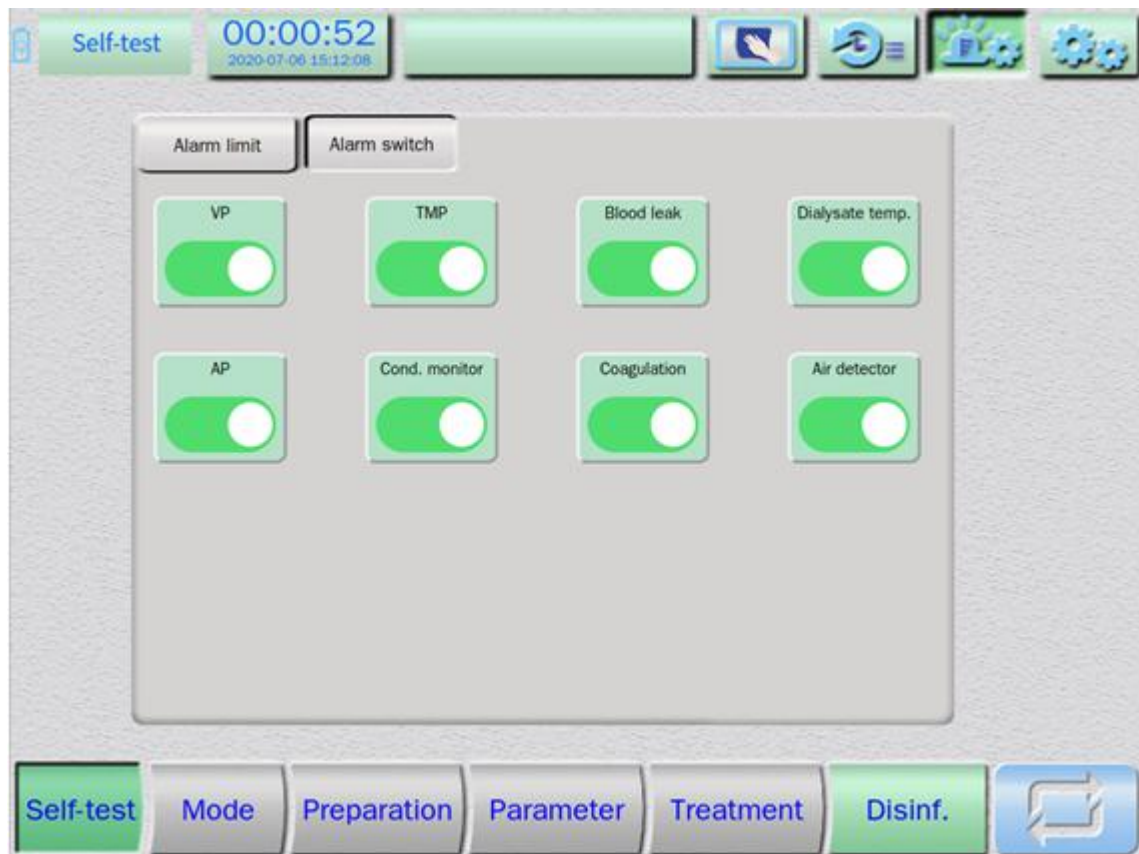 Self-test
00:00:52
2020-07-06 15:12:08
Alarm limit
Alarm switch
VP
TMP
Blood leak
Dialysate temp.
AP
Cond. monitor
Coagulation
Air detector
Self-test
Mode
Preparation
Parameter
Treatment
Disinf.